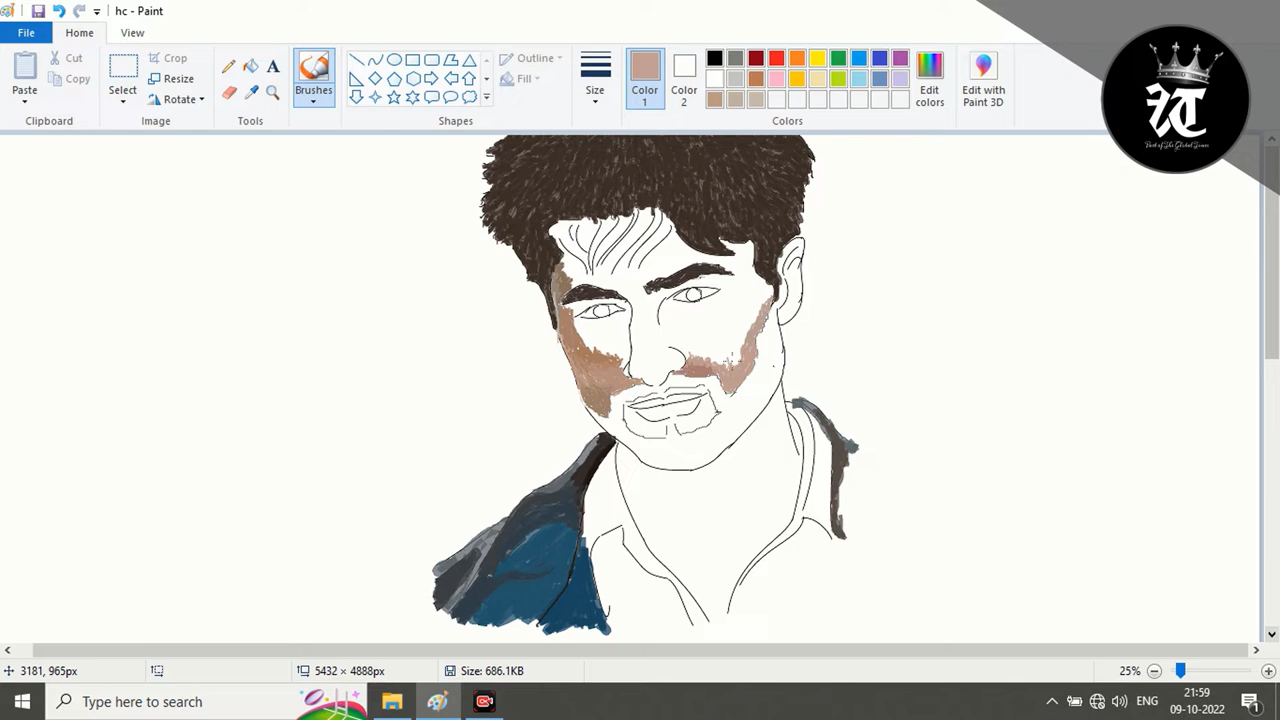 hc - Paint
File
Home
View
Paste
Cut
Copy
Clipboard
Select
Crop
Resize
Rotate
Image
A
Tools
Brushes
Shapes
Outline
Fill
Size
Color
1
Color
2
Edit
colors
Colors
Edit with
Paint 3D
3181, 965px
5432 × 4888px
Size: 686.1KB
25%
Type here to search
ENG
21:59
09-10-2022
1